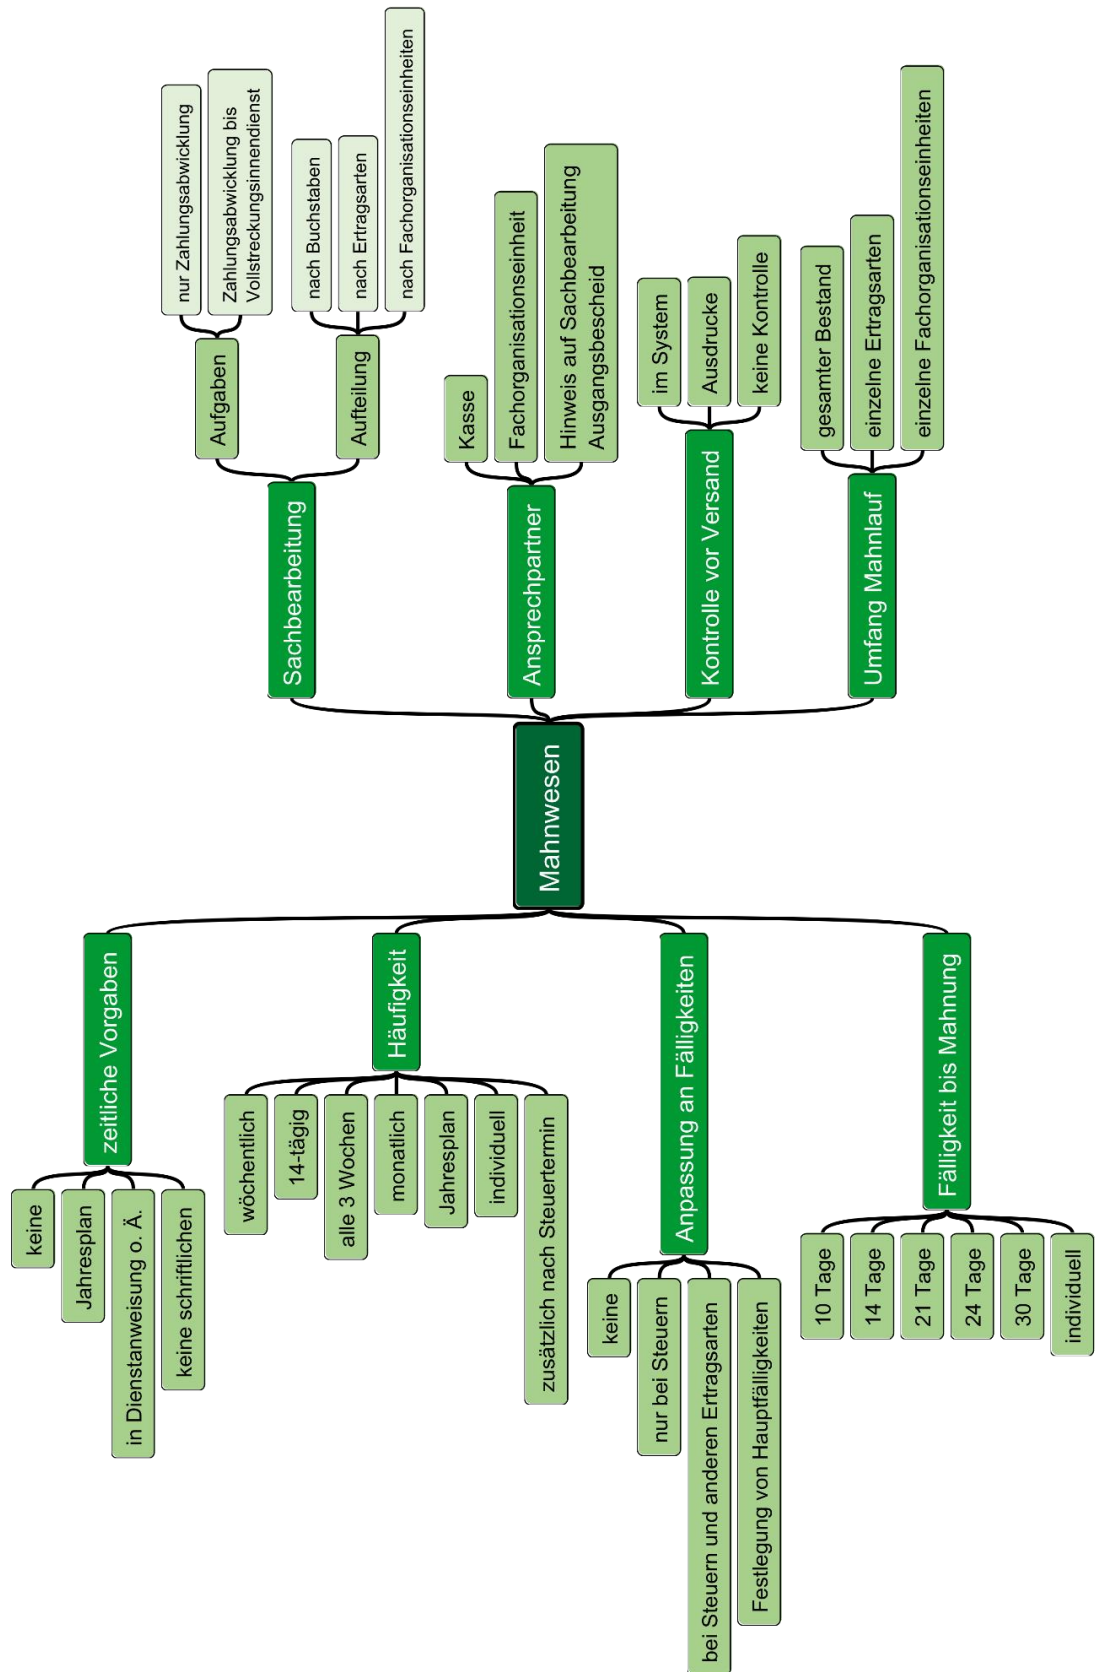 Mahnwesen
zeitliche Vorgaben
keine
Jahresplan
in Dienstanweisung o. Ä.
keine schriftlichen
Häufigkeit
wöchentlich
14-tägig
alle 3 Wochen
monatlich
Jahresplan
individuell
zusätzlich nach Steuertermin
Anpassung an Fälligkeiten
keine
nur bei Steuern
bei Steuern und anderen Ertragsarten
Festlegung von Hauptfälligkeiten
Fälligkeit bis Mahnung
10 Tage
14 Tage
21 Tage
24 Tage
30 Tage
individuell
Sachbearbeitung
Aufgaben
nur Zahlungsabwicklung
Zahlungsabwicklung bis
Vollstreckungsinnendienst
Aufteilung
nach Buchstaben
nach Ertragsarten
nach Fachorganisationseinheiten
Ansprechpartner
Kasse
Fachorganisationseinheit
Hinweis auf Sachbearbeitung
Ausgangsbescheid
Kontrolle vor Versand
im System
Ausdrucke
keine Kontrolle
Umfang Mahnlauf
gesamter Bestand
einzelne Ertragsarten
einzelne Fachorganisationseinheiten